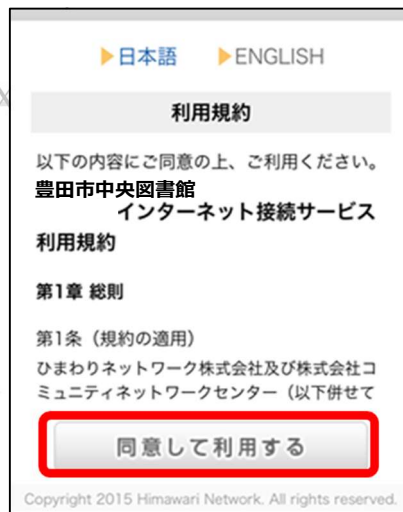 ▶日本語 ▶ENGLISH
利用規約
以下の内容にご同意の上、ご利用ください。
豊田市中央図書館
インターネット接続サービス
利用規約
第1章 総則
第1条（規約の適用）
ひまわりネットワーク株式会社及び株式会社コ
ミュニティネットワークセンター（以下併せて
同意して利用する
Copyright 2015 Himawari Network. All rights reserved.